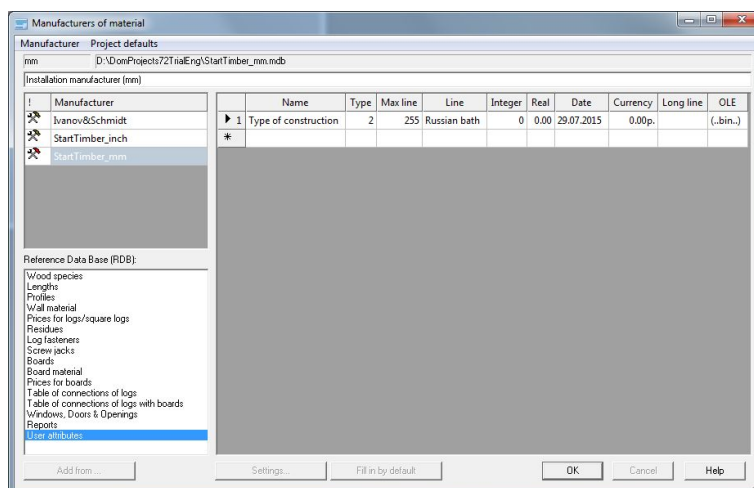 Manufacturers of material
Manufacturer Project defaults
mm D:\DomProjects72TrialEng\StartTimber_mm.mdb
Installation manufacturer (mm)
! Manufacturer
Ivanov&Schmidt
StartTimber_inch
StartTimber_mm
Name Type Max line Line Integer Real Date Currency Long line OLE
1 Type of construction 2 255 Russian bath 0 0.00 29.07.2015 0.00p. (..bin..)
*
Reference Data Base (RDB):
Wood species
Lengths
Profiles
Wall material
Prices for logs/square logs
Residues
Log fasteners
Screw jacks
Boards
Board material
Prices for boards
Table of connections of logs
Table of connections of logs with boards
Windows, Doors & Openings
Reports
User attributes
Add from ... Settings... Fill in by default OK Cancel Help